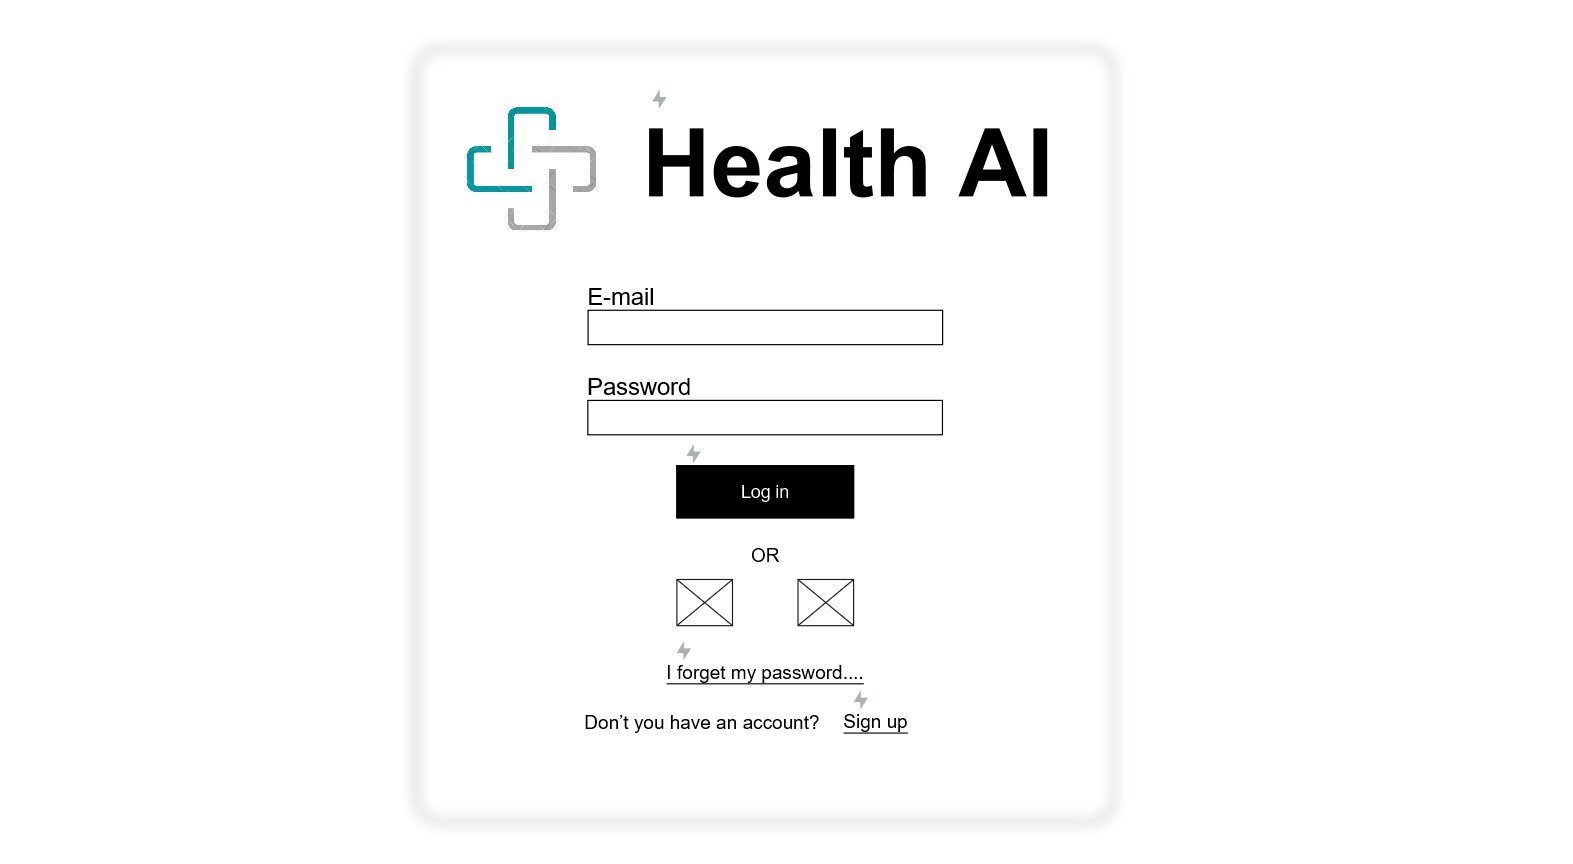 Health AI
E-mail
Password
Log in
OR
I forget my password....
Don’t you have an account? Sign up